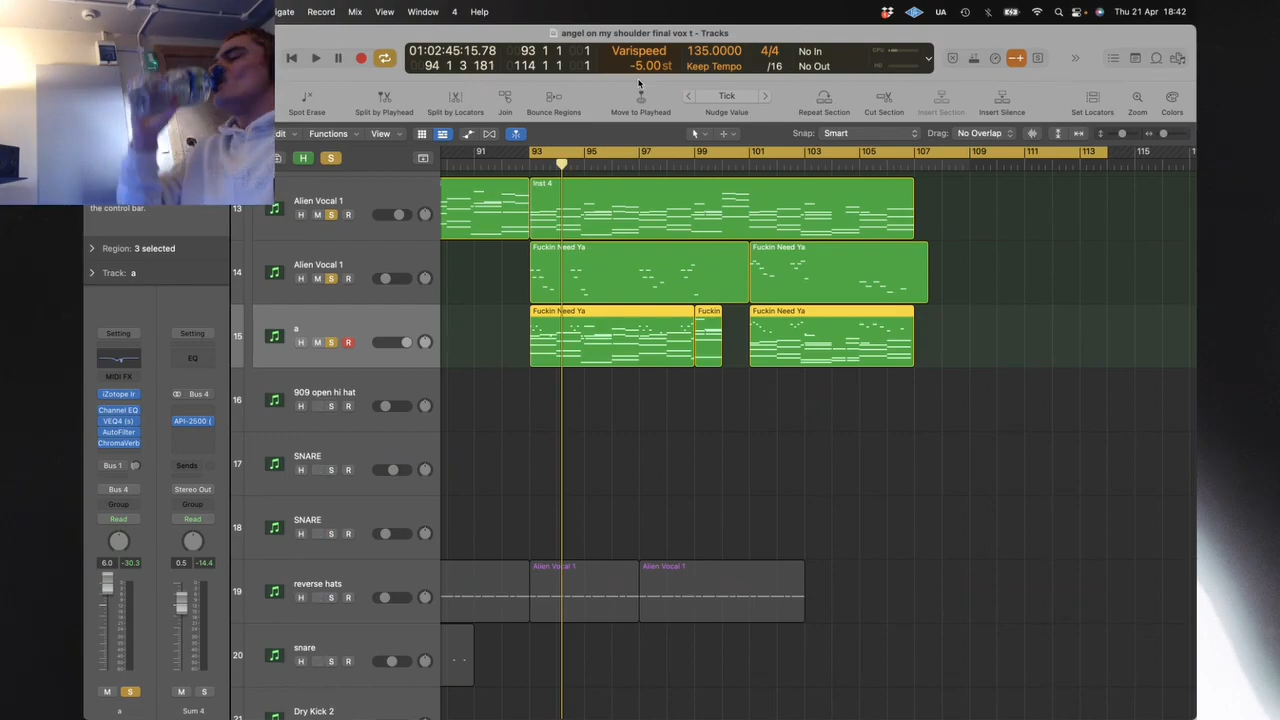 igate Record Mix View Window 4 Help UA Thu 21 Apr 18:42
angel on my shoulder final vox t - Tracks
01:02:45:15.78 93 1 1 1 Varispeed 135.0000 4/4 No In CPU
94 1 3 181 114 1 1 1 -5.00 st Keep Tempo /16 No Out
Tick
Spot Erase Split by Playhead Split by Locators Join Bounce Regions Move to Playhead Nudge Value Repeat Section Cut Section Insert Section Insert Silence Set Locators Zoom Colors
dit Functions View Snap: Smart Drag: No Overlap
H S 91 93 95 97 99 101 103 105 107 109 111 113 115 1
13 Alien Vocal 1 Inst 4
H M S R
the control bar.
Region: 3 selected
Track: a
14 Alien Vocal 1 Fuckin Need Ya Fuckin Need Ya
H M S R
15 a Fuckin Need Ya Fuckin Fuckin Need Ya
H M S R
Setting Setting
EQ
MIDI FX
iZotope Ir Bus 4
Channel EQ
VEQ4 (s) API-2500 (
AutoFilter
ChromaVerb
Bus 1 Sends
Bus 4 Stereo Out
Group Group
Read Read
6.0 -30.3 0.5 -14.4
M S M S
a Sum 4
16 909 open hi hat
H S R
17 SNARE
H S R
18 SNARE
H S R
19 reverse hats Alien Vocal 1 Alien Vocal 1
H S R
20 snare
H S R
21 Dry Kick 2